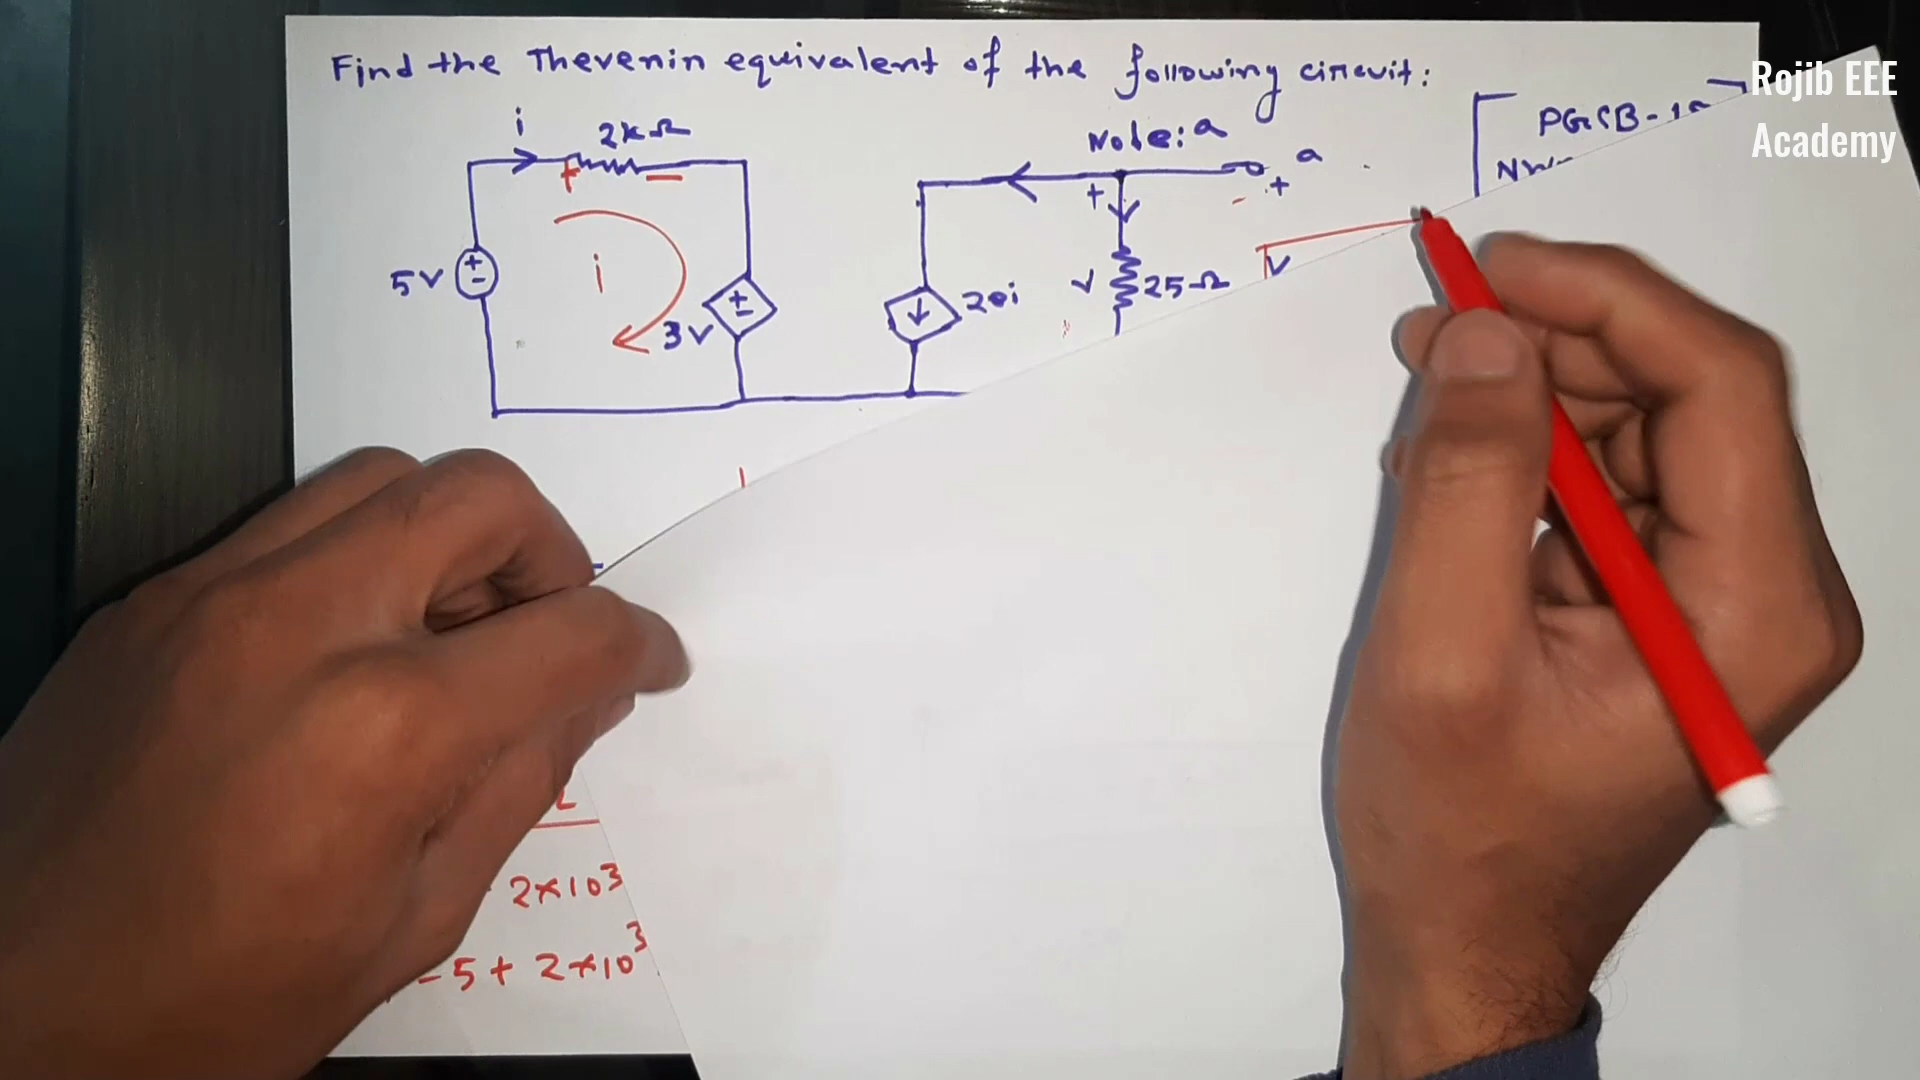 Find the Thevenin equivalent of the following circuit:
Rojib EEE
Academy
i
2kΩ
Node: a
a
+
+
-
5V
i
3V
20i
V
25Ω
V
2×10³
-5 + 2×10³